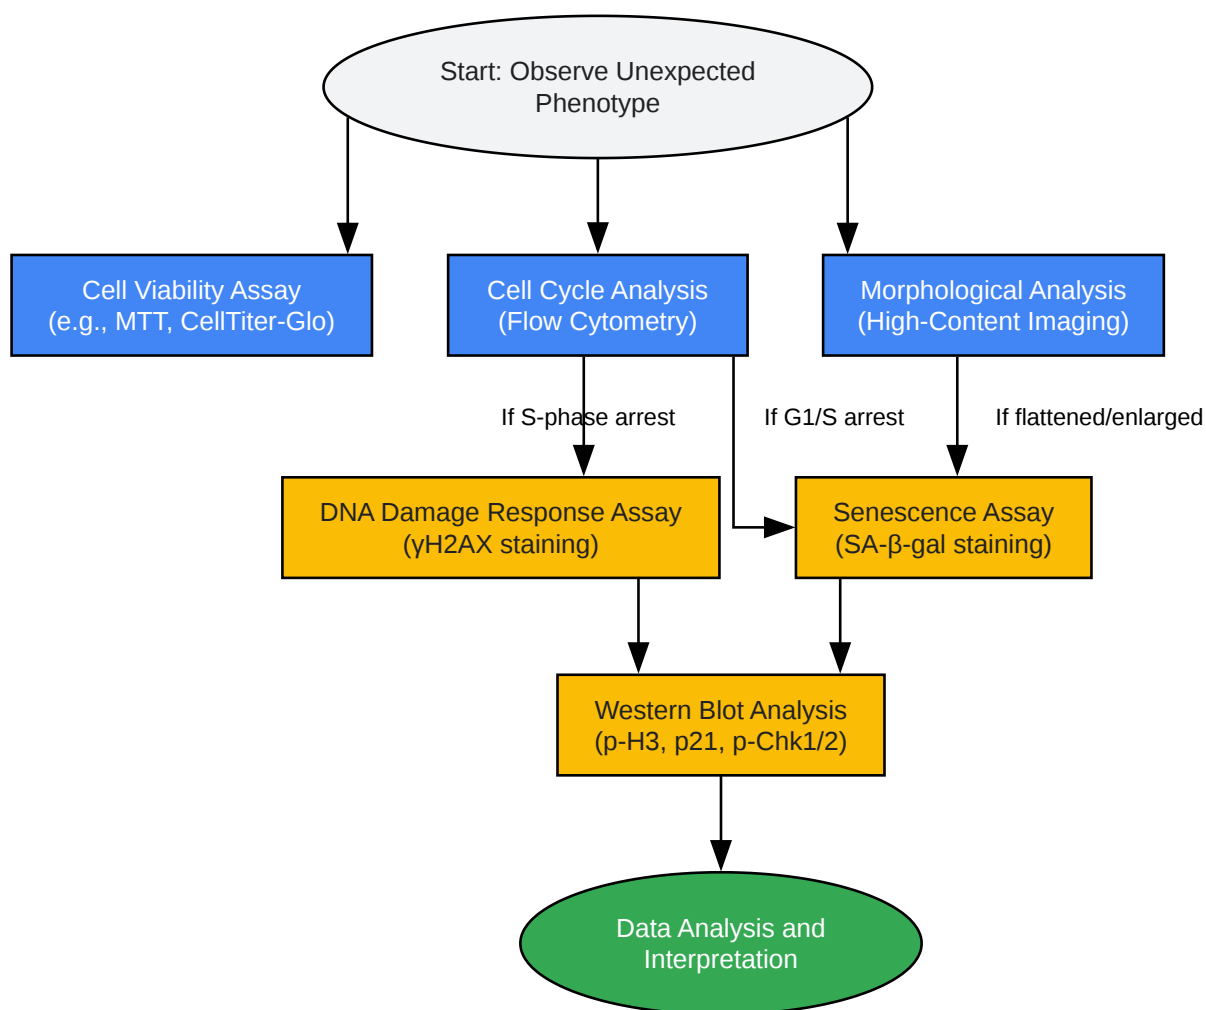 Start: Observe Unexpected
Phenotype
Cell Viability Assay
(e.g., MTT, CellTiter-Glo)
Cell Cycle Analysis
(Flow Cytometry)
Morphological Analysis
(High-Content Imaging)
If S-phase arrest
If G1/S arrest
If flattened/enlarged
DNA Damage Response Assay
(γH2AX staining)
Senescence Assay
(SA-β-gal staining)
Western Blot Analysis
(p-H3, p21, p-Chk1/2)
Data Analysis and
Interpretation